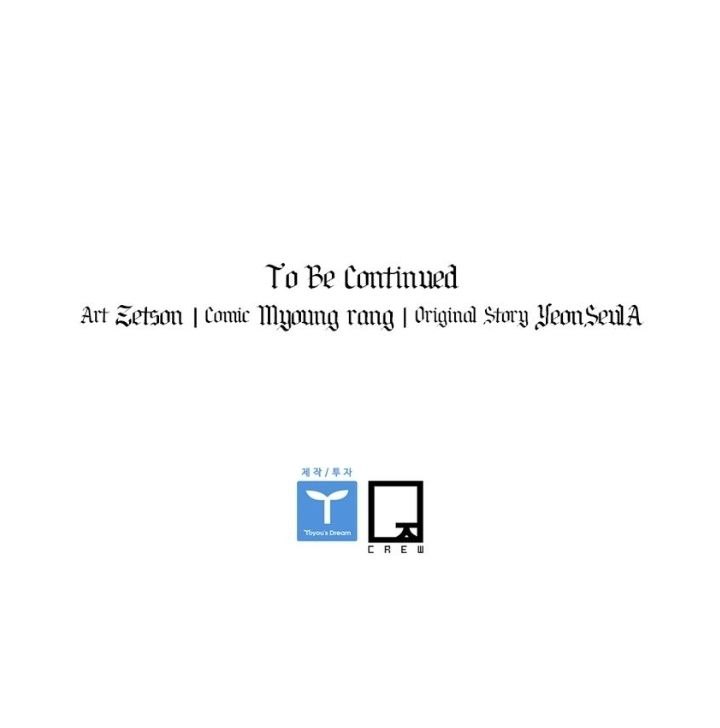 To Be Continued
Art Zetson | Comic Myoung rang | Original Story YeonSeulA
제작/투자
Toyou's Dream
CREW